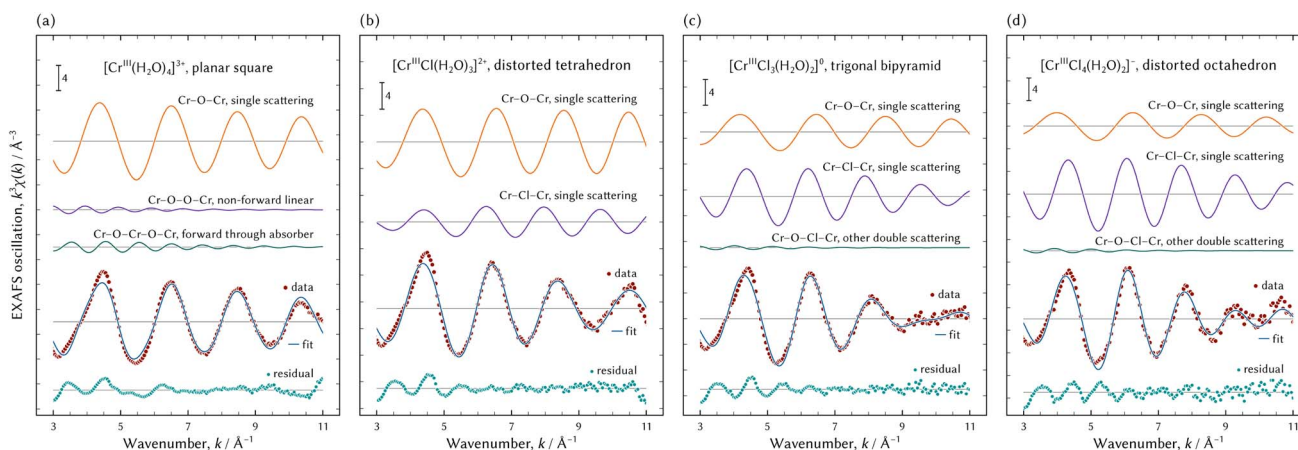 (a)
[Cr^III(H₂O)₄]³⁺, planar square
4
Cr–O–Cr, single scattering
Cr–O–O–Cr, non-forward linear
Cr–O–Cr–O–Cr, forward through absorber
data
fit
residual
EXAFS oscillation, k³χ(k) / Å⁻³
3 5 7 9 11
Wavenumber, k / Å⁻¹
(b)
[Cr^IIICl(H₂O)₃]²⁺, distorted tetrahedron
4
Cr–O–Cr, single scattering
Cr–Cl–Cr, single scattering
data
fit
residual
3 5 7 9 11
Wavenumber, k / Å⁻¹
(c)
[Cr^IIICl₃(H₂O)₂]⁰, trigonal bipyramid
4
Cr–O–Cr, single scattering
Cr–Cl–Cr, single scattering
Cr–O–Cl–Cr, other double scattering
data
fit
residual
3 5 7 9 11
Wavenumber, k / Å⁻¹
(d)
[Cr^IIICl₄(H₂O)₂]⁻, distorted octahedron
4
Cr–O–Cr, single scattering
Cr–Cl–Cr, single scattering
Cr–O–Cl–Cr, other double scattering
data
fit
residual
3 5 7 9 11
Wavenumber, k / Å⁻¹